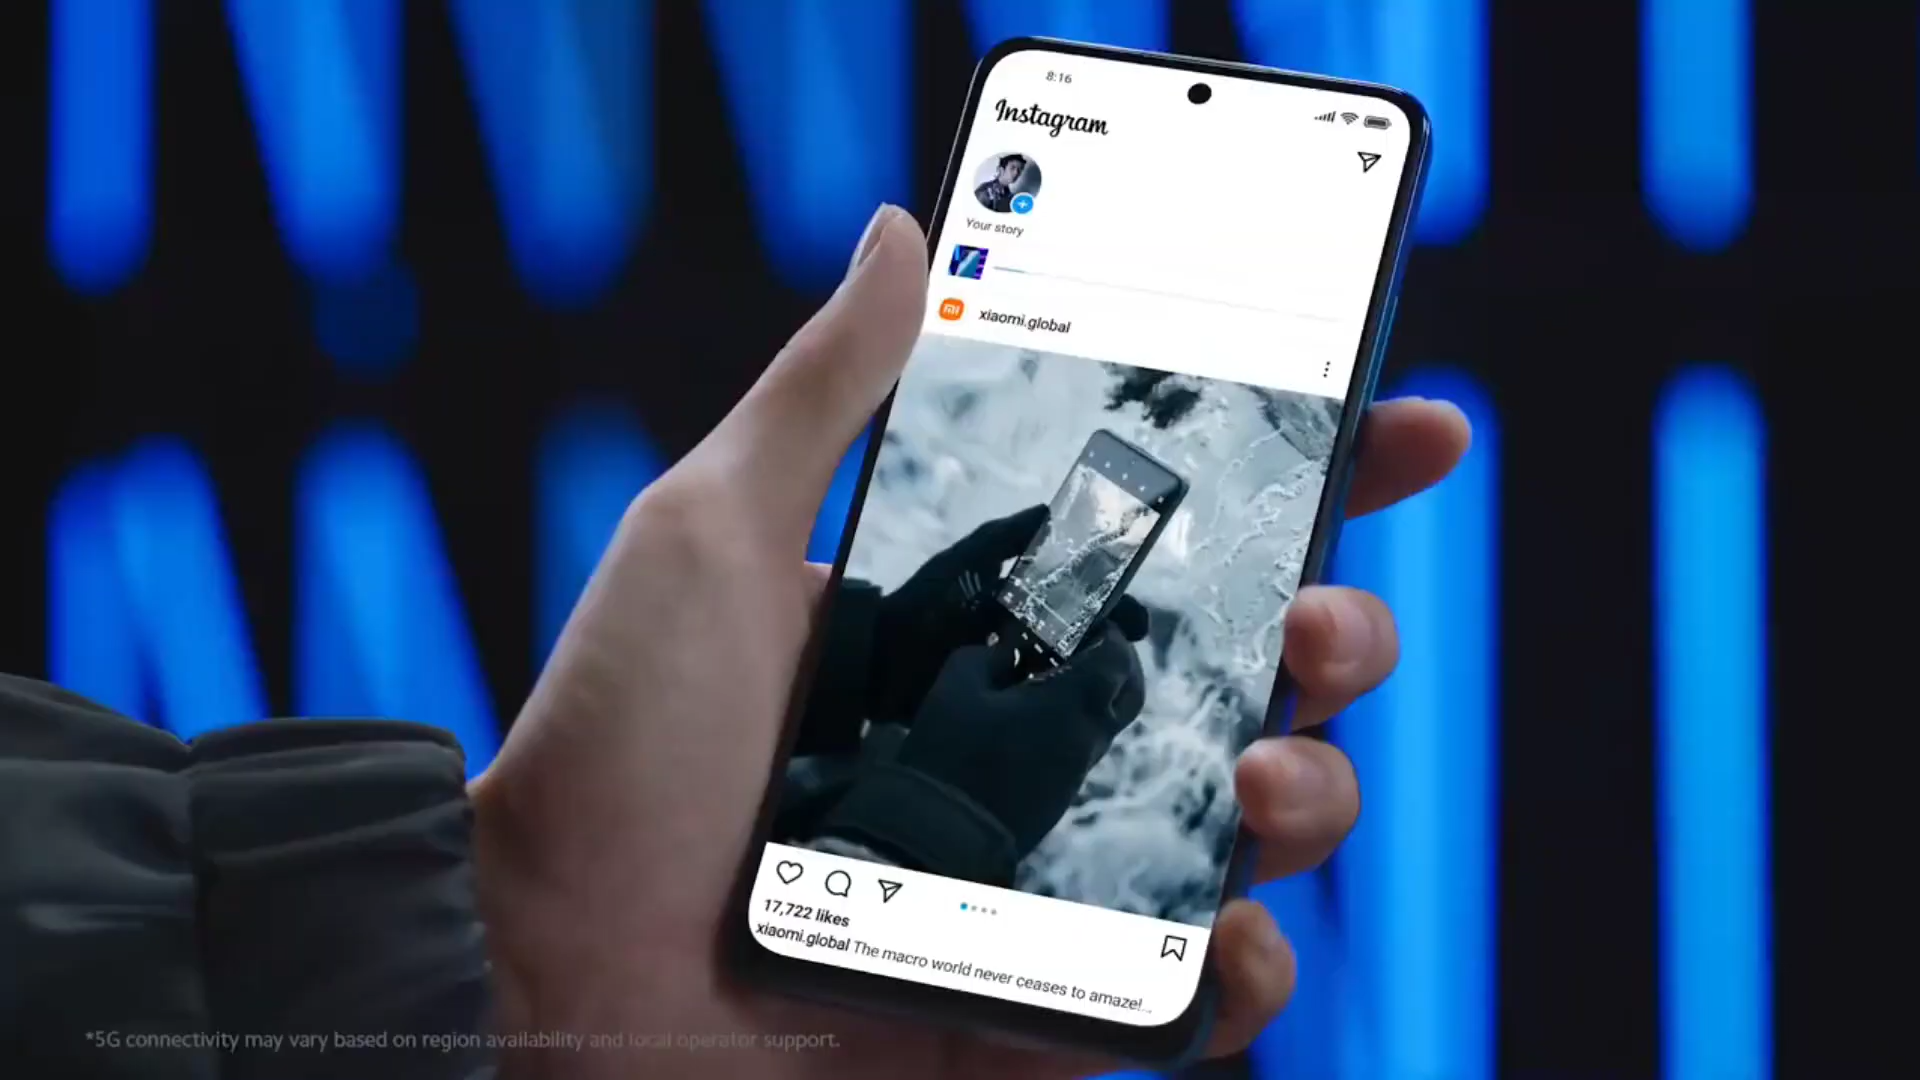 8:16
Instagram
Your story
mi
xiaomi.global
17,722 likes
xiaomi.global The macro world never ceases to amaze!...
*5G connectivity may vary based on region availability and local operator support.